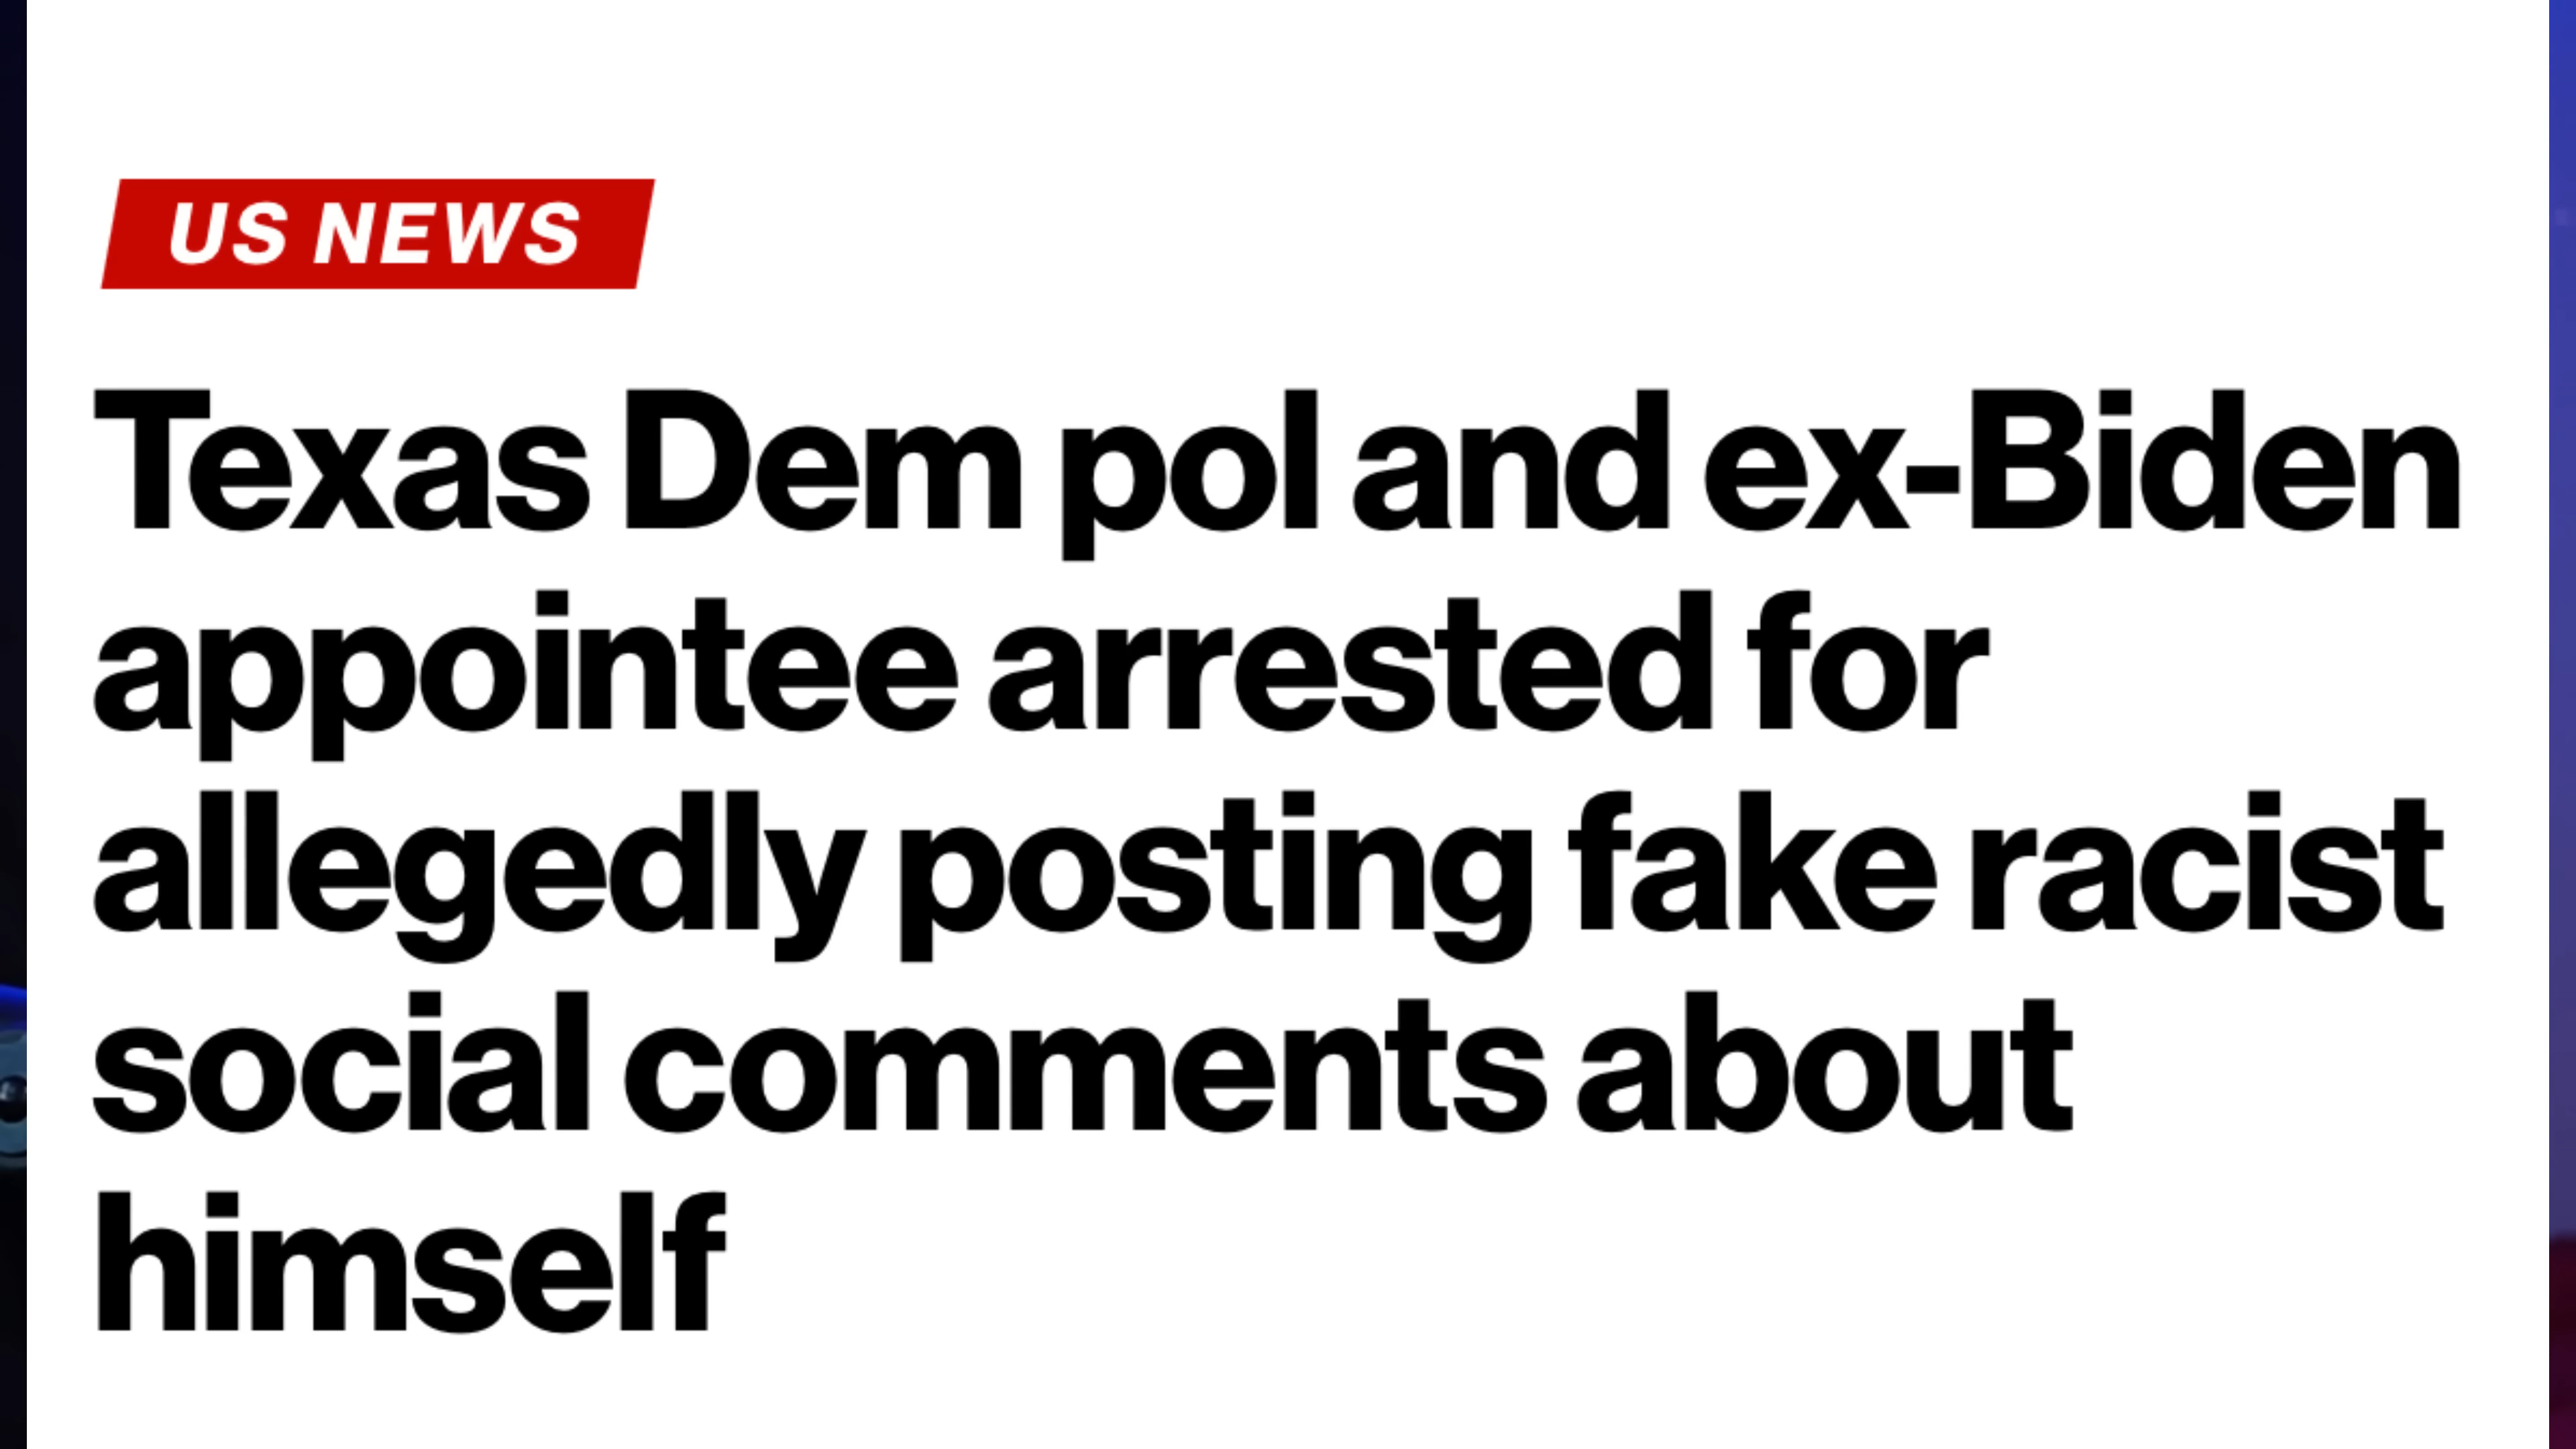 US NEWS
Texas Dem pol and ex-Biden
appointee arrested for
allegedly posting fake racist
social comments about
himself